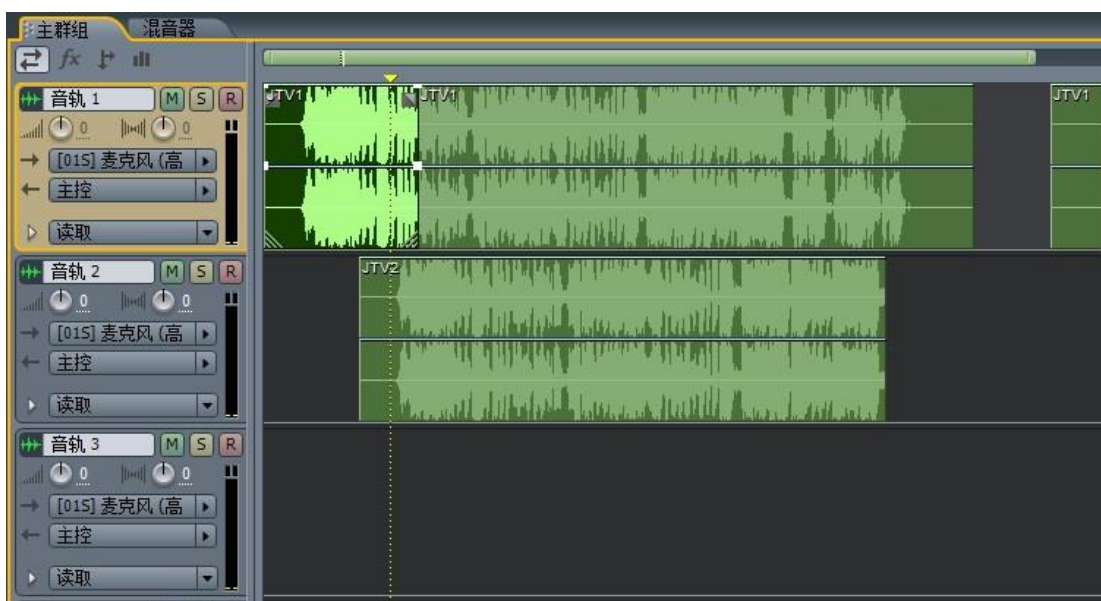 主群组 混音器
fx
音轨 1 M S R
JTV1 JTV1 JTV1
0 0
[01S] 麦克风 (高
主控
读取
音轨 2 M S R
JTV2
0 0
[01S] 麦克风 (高
主控
读取
音轨 3 M S R
0 0
[01S] 麦克风 (高
主控
读取